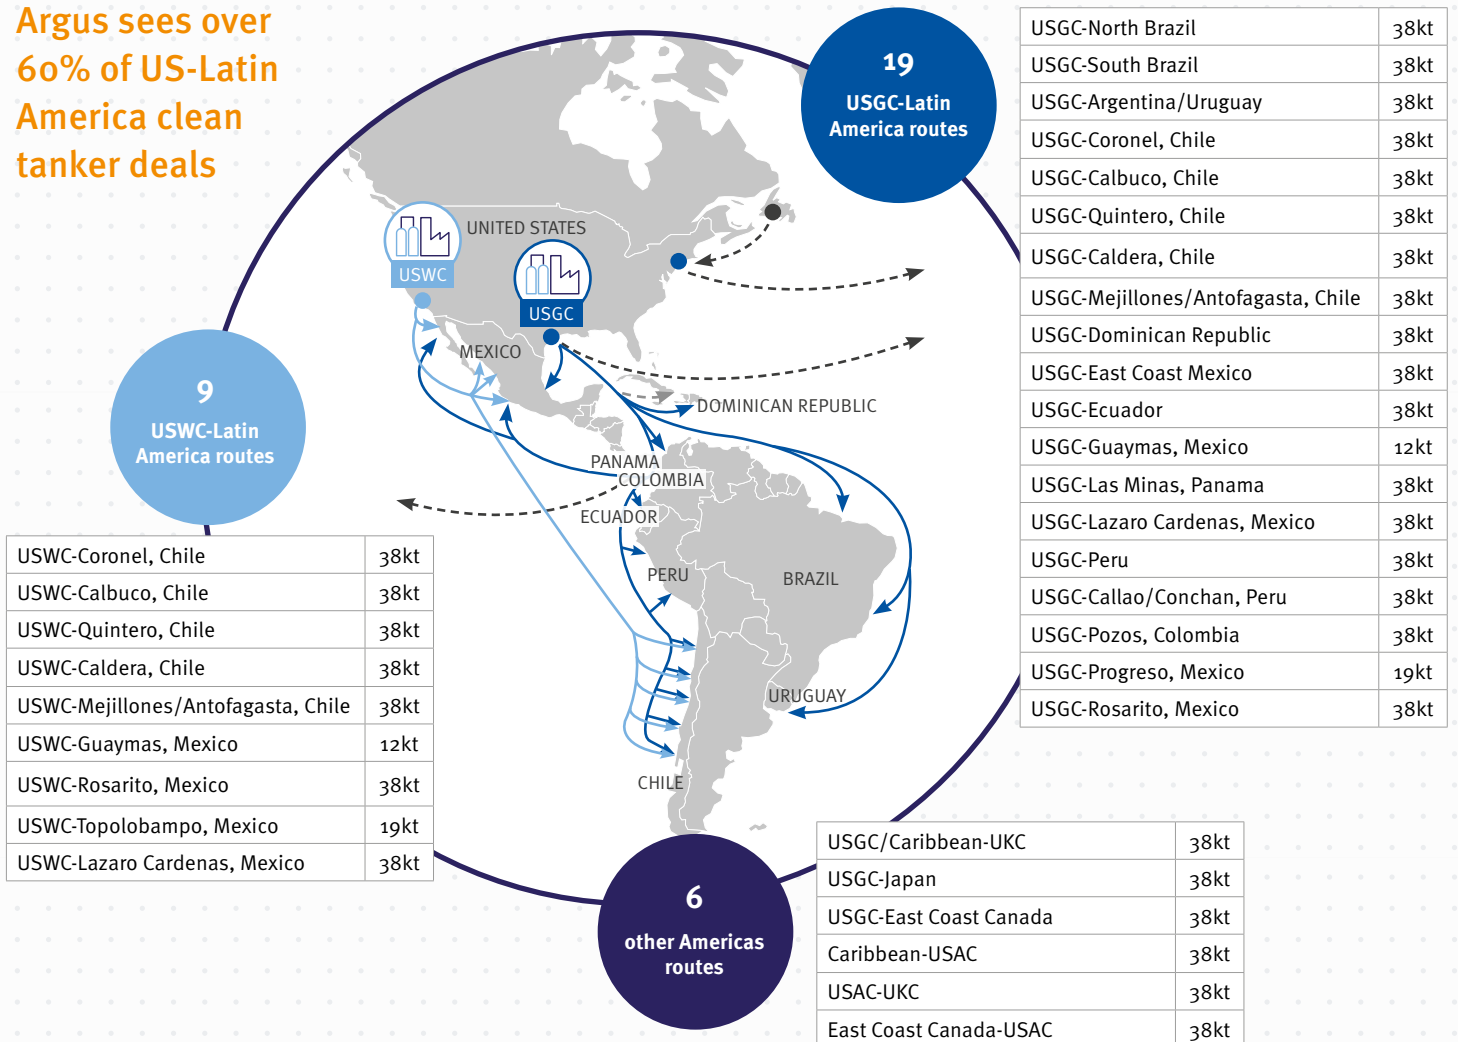 Argus sees over
60% of US-Latin
America clean
tanker deals
19
USGC-Latin
America routes
USGC-North Brazil 38kt
USGC-South Brazil 38kt
USGC-Argentina/Uruguay 38kt
USGC-Coronel, Chile 38kt
USGC-Calbuco, Chile 38kt
USGC-Quintero, Chile 38kt
USGC-Caldera, Chile 38kt
USGC-Mejillones/Antofagasta, Chile 38kt
USGC-Dominican Republic 38kt
USGC-East Coast Mexico 38kt
USGC-Ecuador 38kt
USGC-Guaymas, Mexico 12kt
USGC-Las Minas, Panama 38kt
USGC-Lazaro Cardenas, Mexico 38kt
USGC-Peru 38kt
USGC-Callao/Conchan, Peru 38kt
USGC-Pozos, Colombia 38kt
USGC-Progreso, Mexico 19kt
USGC-Rosarito, Mexico 38kt
UNITED STATES
USWC
USGC
MEXICO
DOMINICAN REPUBLIC
PANAMA
COLOMBIA
ECUADOR
PERU
BRAZIL
URUGUAY
CHILE
9
USWC-Latin
America routes
USWC-Coronel, Chile 38kt
USWC-Calbuco, Chile 38kt
USWC-Quintero, Chile 38kt
USWC-Caldera, Chile 38kt
USWC-Mejillones/Antofagasta, Chile 38kt
USWC-Guaymas, Mexico 12kt
USWC-Rosarito, Mexico 38kt
USWC-Topolobampo, Mexico 19kt
USWC-Lazaro Cardenas, Mexico 38kt
6
other Americas
routes
USGC/Caribbean-UKC 38kt
USGC-Japan 38kt
USGC-East Coast Canada 38kt
Caribbean-USAC 38kt
USAC-UKC 38kt
East Coast Canada-USAC 38kt